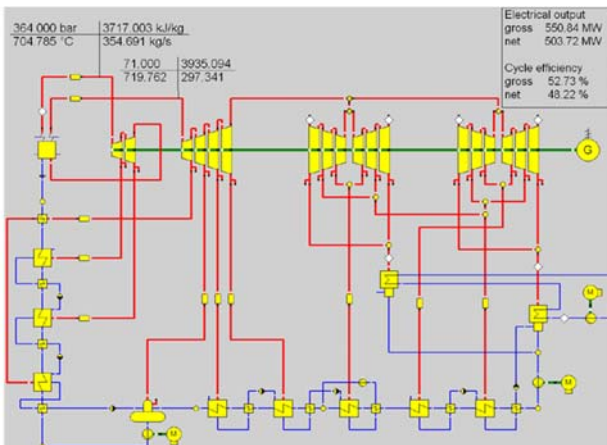 364.000 bar 3717.003 kJ/kg
704.785 °C 354.691 kg/s
71.000 3935.094
719.762 297.341
Electrical output
gross 550.84 MW
net 503.72 MW
Cycle efficiency
gross 52.73 %
net 48.22 %
G
M
M
M